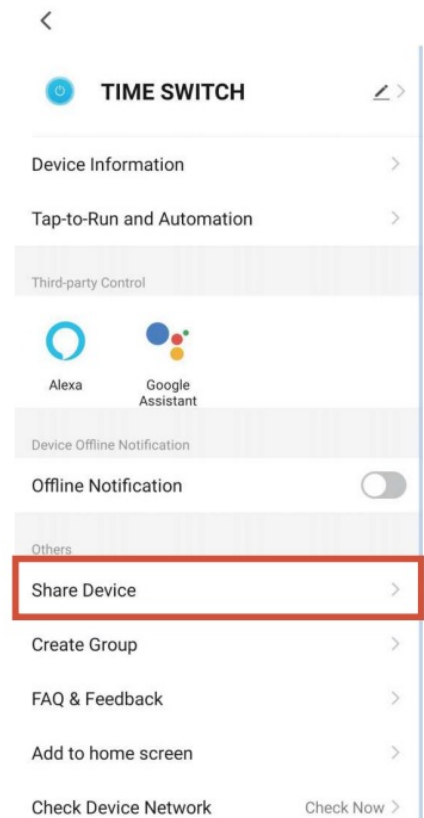 TIME SWITCH
Device Information
Tap-to-Run and Automation
Third-party Control
Alexa
Google
Assistant
Device Offline Notification
Offline Notification
Others
Share Device
Create Group
FAQ & Feedback
Add to home screen
Check Device Network Check Now